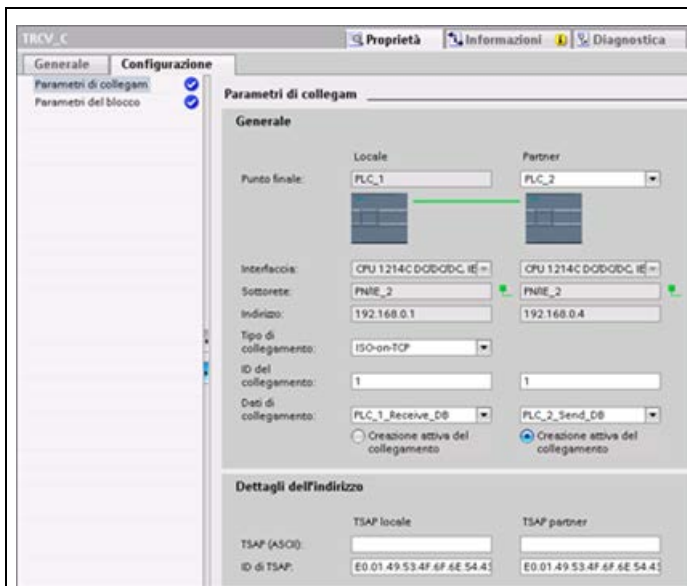 TRCV_C
Proprietà Informazioni Diagnostica
Generale Configurazione
Parametri di collegam
Parametri del blocco
Parametri di collegam
Generale
Locale Partner
Punto finale: PLC_1 PLC_2
Interfaccia: CPU 1214C DC/DC/DC, IE CPU 1214C DC/DC/DC, IE
Sottorete: PN/IE_2 PN/IE_2
Indirizzo: 192.168.0.1 192.168.0.4
Tipo di
collegamento: ISO-on-TCP
ID del
collegamento: 1 1
Dati di
collegamento: PLC_1_Receive_DB PLC_2_Send_DB
Creazione attiva del Creazione attiva del
collegamento collegamento
Dettagli dell'indirizzo
TSAP locale TSAP partner
TSAP (ASCII):
ID di TSAP: E0.01.49.53.4F.6F.6E.54.43 E0.01.49.53.4F.6F.6E.54.43